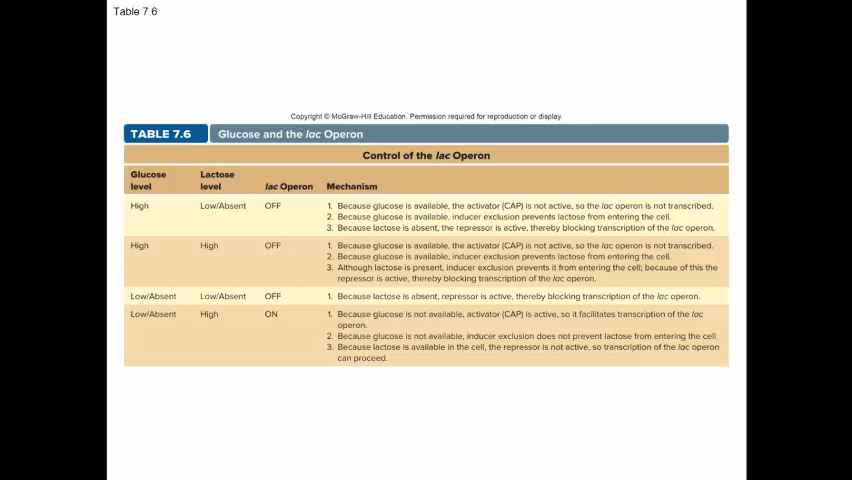 Table 7.6
Copyright © McGraw-Hill Education. Permission required for reproduction or display.
TABLE 7.6 Glucose and the lac Operon
Control of the lac Operon
Glucose level Lactose level lac Operon Mechanism
High Low/Absent OFF 1. Because glucose is available, the activator (CAP) is not active, so the lac operon is not transcribed.
2. Because glucose is available, inducer exclusion prevents lactose from entering the cell.
3. Because lactose is absent, the repressor is active, thereby blocking transcription of the lac operon.
High High OFF 1. Because glucose is available, the activator (CAP) is not active, so the lac operon is not transcribed.
2. Because glucose is available, inducer exclusion prevents lactose from entering the cell.
3. Although lactose is present, inducer exclusion prevents it from entering the cell; because of this the
repressor is active, thereby blocking transcription of the lac operon.
Low/Absent Low/Absent OFF 1. Because lactose is absent, repressor is active, thereby blocking transcription of the lac operon.
Low/Absent High ON 1. Because glucose is not available, activator (CAP) is active, so it facilitates transcription of the lac
operon.
2. Because glucose is not available, inducer exclusion does not prevent lactose from entering the cell.
3. Because lactose is available in the cell, the repressor is not active, so transcription of the lac operon
can proceed.